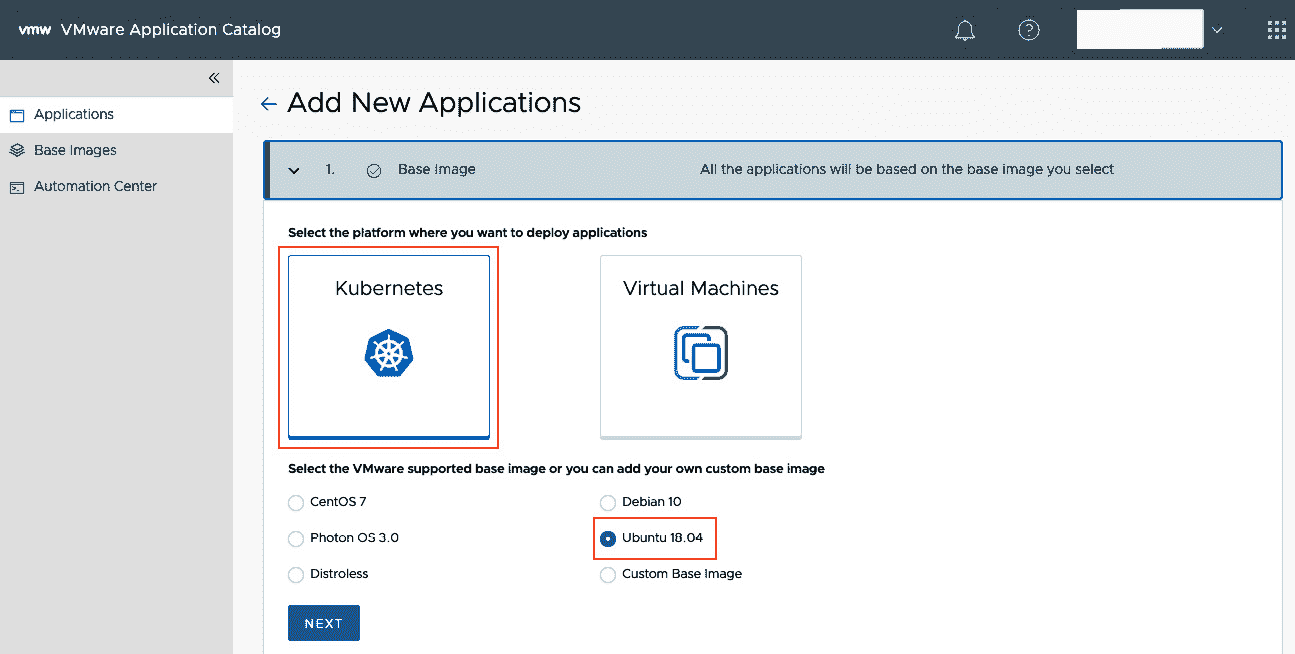 vmw VMware Application Catalog
Applications
Base Images
Automation Center
Add New Applications
1. Base Image All the applications will be based on the base image you select
Select the platform where you want to deploy applications
Kubernetes Virtual Machines
Select the VMware supported base image or you can add your own custom base image
CentOS 7 Debian 10
Photon OS 3.0 Ubuntu 18.04
Distroless Custom Base Image
NEXT